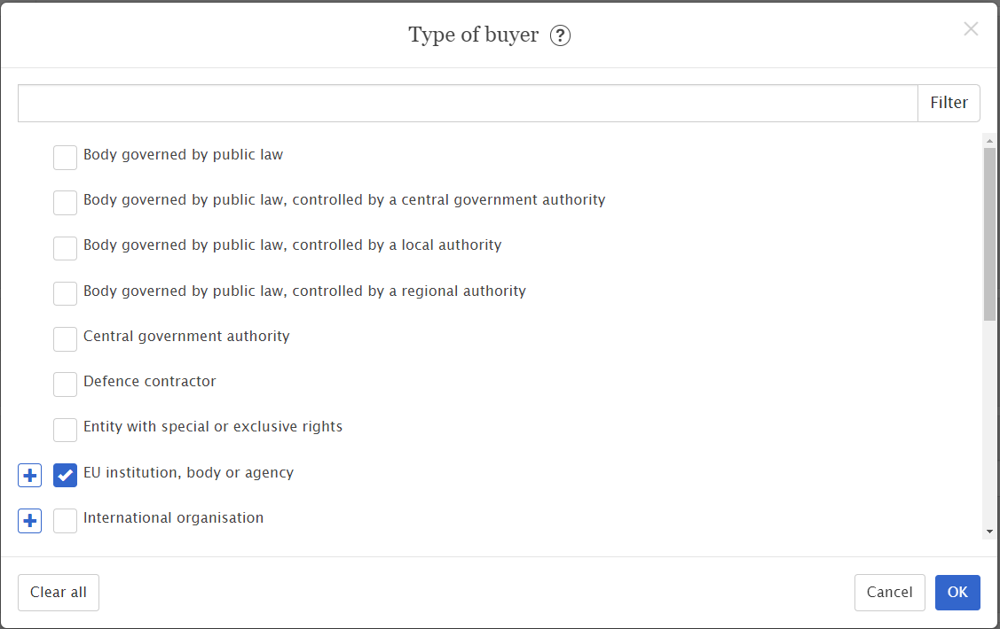 Type of buyer ?
Filter
Body governed by public law
Body governed by public law, controlled by a central government authority
Body governed by public law, controlled by a local authority
Body governed by public law, controlled by a regional authority
Central government authority
Defence contractor
Entity with special or exclusive rights
EU institution, body or agency
International organisation
Clear all
Cancel
OK